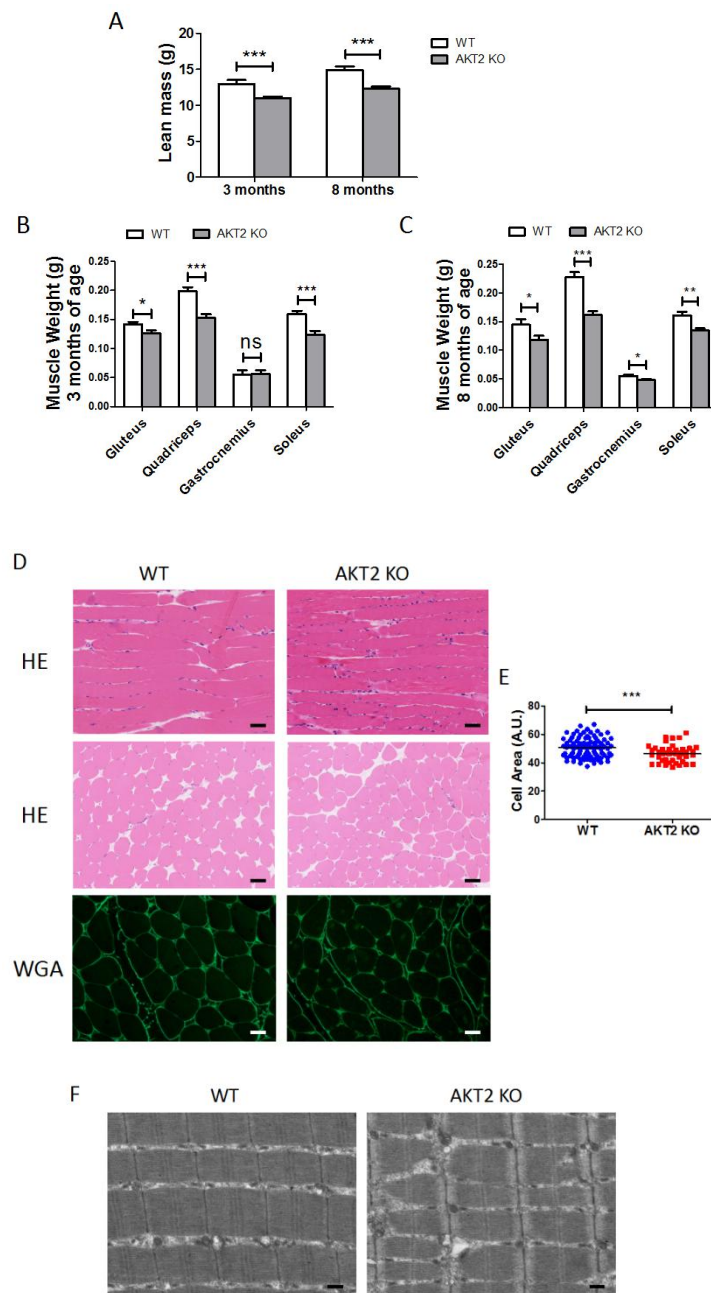 A
WT
AKT2 KO
Lean mass (g)
20
15
10
5
0
***
***
3 months
8 months
B
WT
AKT2 KO
Muscle Weight (g)
3 months of age
0.25
0.20
0.15
0.10
0.05
0.00
*
***
ns
***
Gluteus
Quadriceps
Gastrocnemius
Soleus
C
WT
AKT2 KO
Muscle Weight (g)
8 months of age
0.25
0.20
0.15
0.10
0.05
0.00
*
***
*
**
Gluteus
Quadriceps
Gastrocnemius
Soleus
D
WT
AKT2 KO
HE
HE
WGA
E
Cell Area (A.U.)
80
60
40
20
0
***
WT
AKT2 KO
F
WT
AKT2 KO